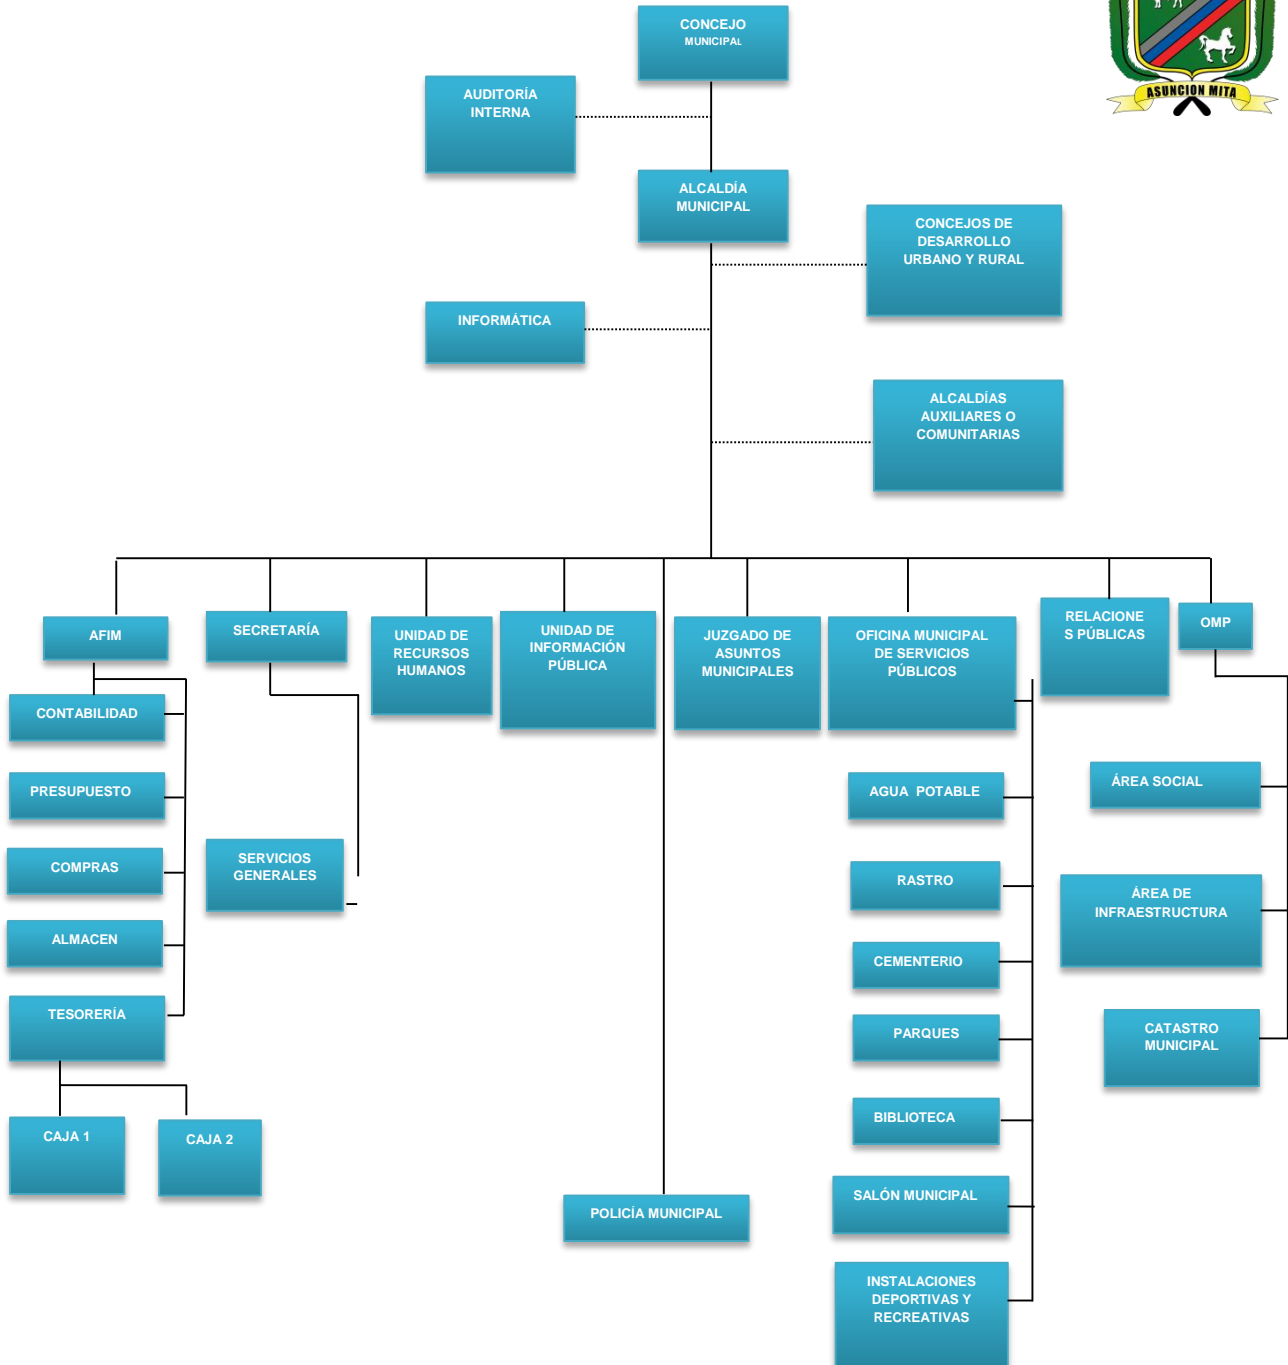 CONCEJO
MUNICIPAL
ASUNCION MITA
AUDITORÍA
INTERNA
ALCALDÍA
MUNICIPAL
CONCEJOS DE
DESARROLLO
URBANO Y RURAL
INFORMÁTICA
ALCALDÍAS
AUXILIARES O
COMUNITARIAS
AFIM
SECRETARÍA
UNIDAD DE
RECURSOS
HUMANOS
UNIDAD DE
INFORMACIÓN
PÚBLICA
JUZGADO DE
ASUNTOS
MUNICIPALES
OFICINA MUNICIPAL
DE SERVICIOS
PÚBLICOS
RELACIONE
S PÚBLICAS
OMP
CONTABILIDAD
PRESUPUESTO
COMPRAS
ALMACEN
TESORERÍA
CAJA 1
CAJA 2
SERVICIOS
GENERALES
POLICÍA MUNICIPAL
AGUA  POTABLE
RASTRO
CEMENTERIO
PARQUES
BIBLIOTECA
SALÓN MUNICIPAL
INSTALACIONES
DEPORTIVAS Y
RECREATIVAS
ÁREA SOCIAL
ÁREA DE
INFRAESTRUCTURA
CATASTRO
MUNICIPAL